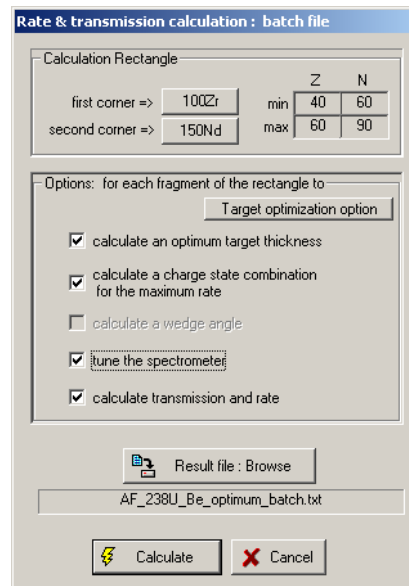 Rate & transmission calculation : batch file
Calculation Rectangle
Z N
first corner => 100Zr min 40 60
second corner => 150Nd max 60 90
Options: for each fragment of the rectangle to
Target optimization option
calculate an optimum target thickness
calculate a charge state combination
for the maximum rate
calculate a wedge angle
tune the spectrometer
calculate transmission and rate
Result file : Browse
AF_238U_Be_optimum_batch.txt
Calculate Cancel